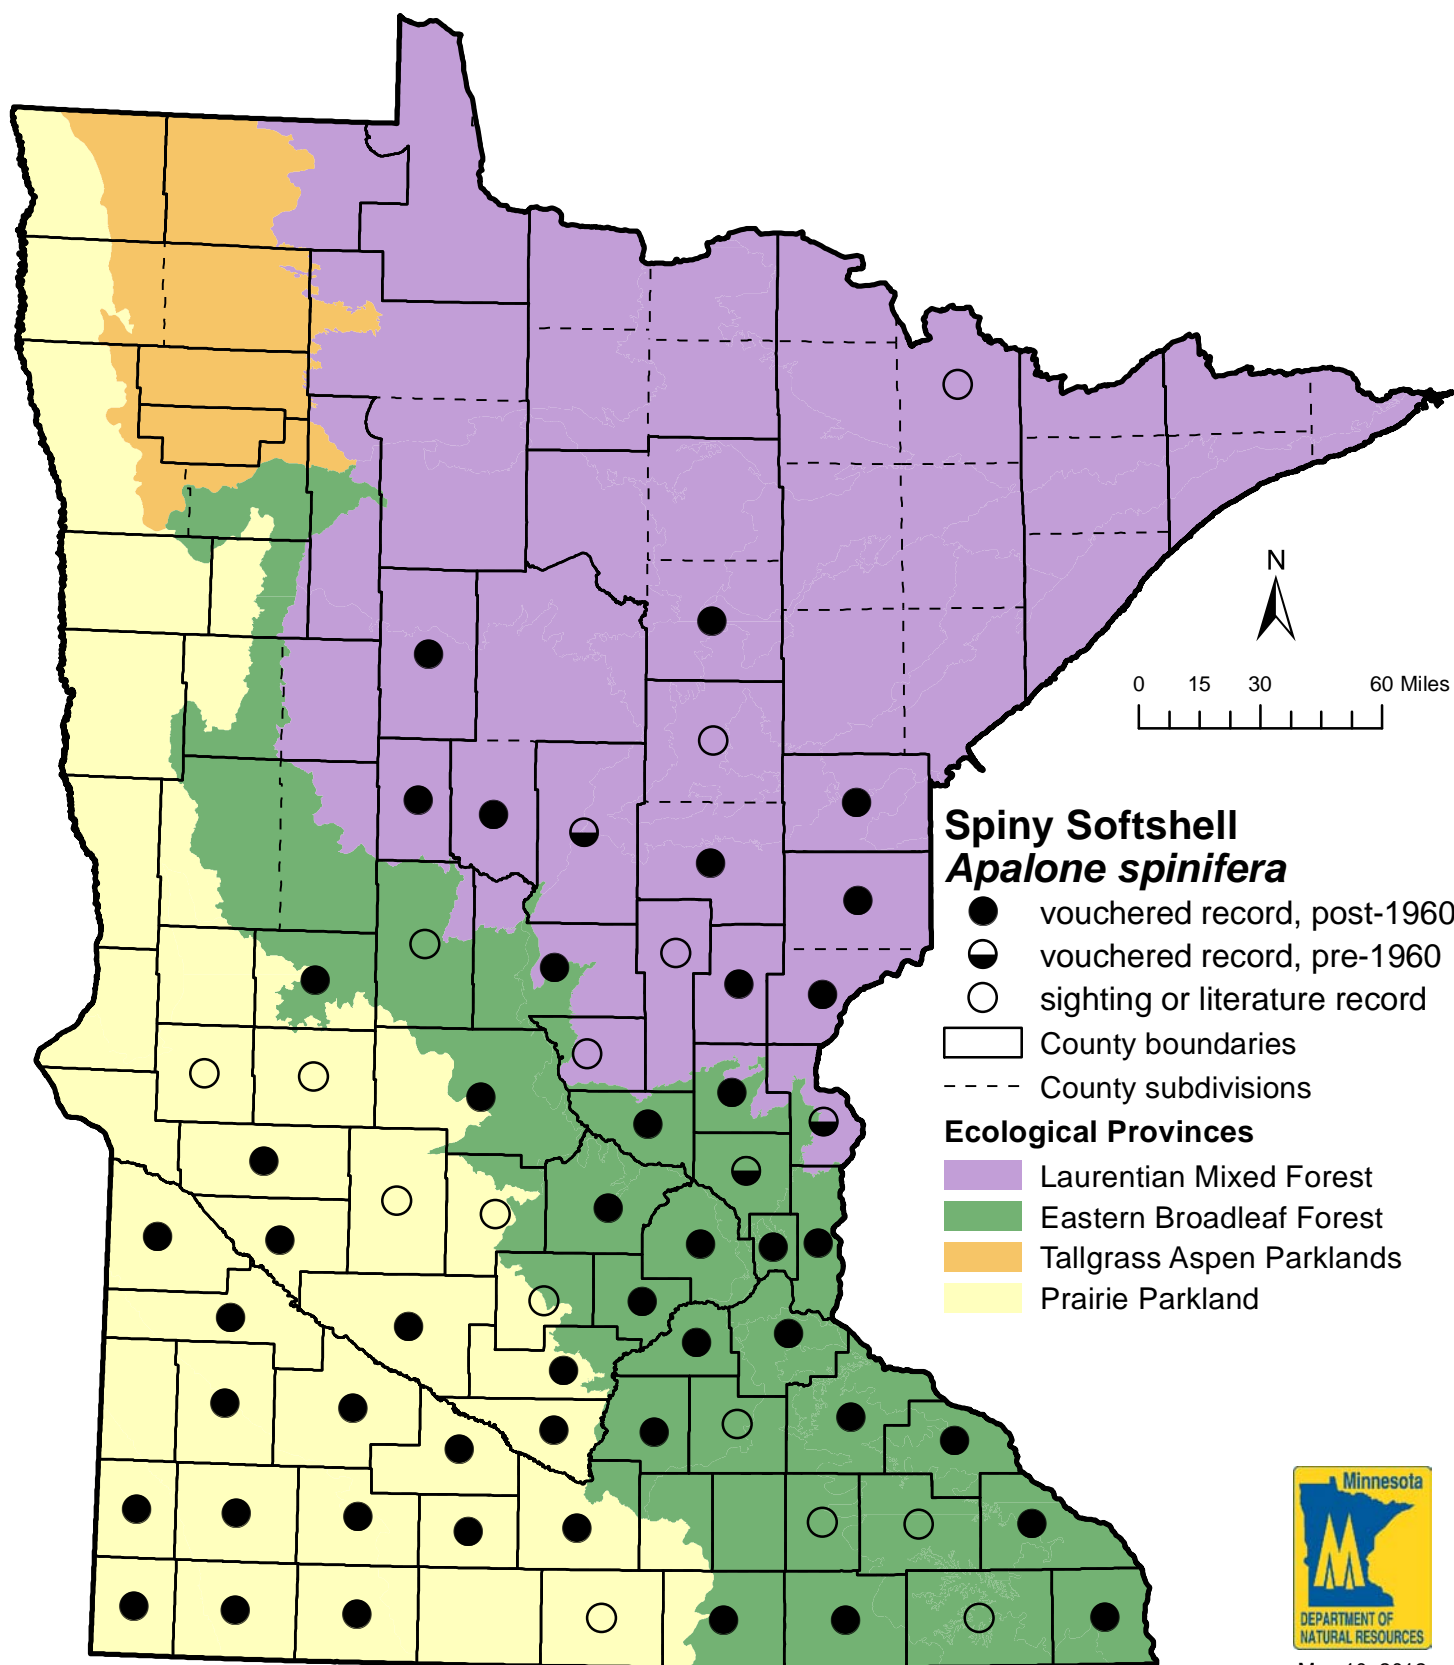 N
0 15 30 60 Miles
Spiny Softshell
Apalone spinifera
vouchered record, post-1960
vouchered record, pre-1960
sighting or literature record
County boundaries
County subdivisions
Ecological Provinces
Laurentian Mixed Forest
Eastern Broadleaf Forest
Tallgrass Aspen Parklands
Prairie Parkland
Minnesota
DEPARTMENT OF
NATURAL RESOURCES